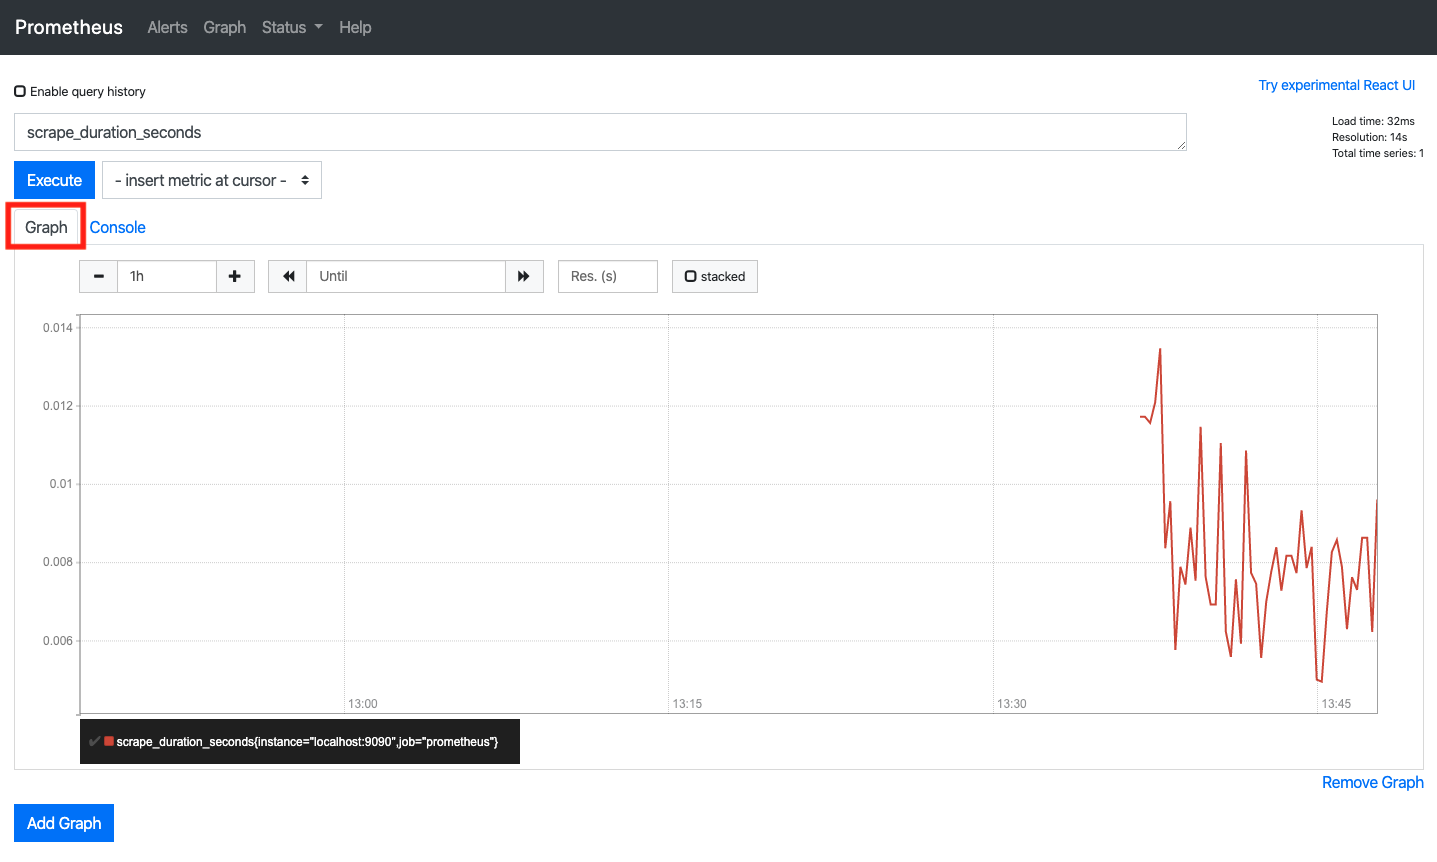 Prometheus Alerts Graph Status Help
Enable query history
Try experimental React UI
scrape_duration_seconds
Load time: 32ms
Resolution: 14s
Total time series: 1
Execute
- insert metric at cursor -
Graph Console
1h
Until
Res. (s)
stacked
0.014
0.012
0.01
0.008
0.006
13:00
13:15
13:30
13:45
scrape_duration_seconds{instance="localhost:9090",job="prometheus"}
Remove Graph
Add Graph